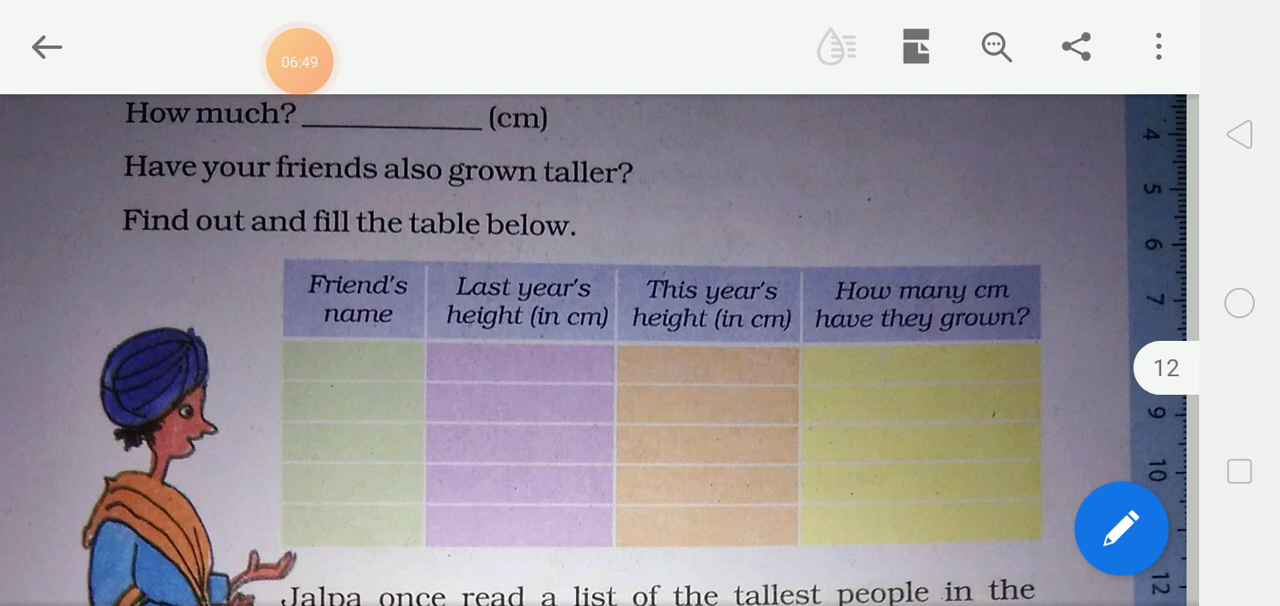 06:49
How much? __________ (cm)
Have your friends also grown taller?
Find out and fill the table below.
Friend's name
Last year's height (in cm)
This year's height (in cm)
How many cm have they grown?
4
5
6
7
12
9
10
12
Jalpa once read a list of the tallest people in the